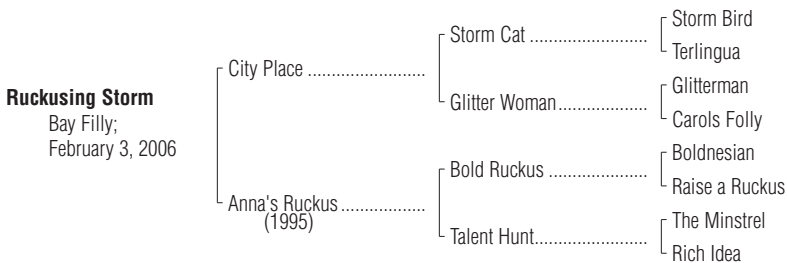 Storm Bird
Storm Cat ........................
Terlingua
City Place .........................
Glitterman
Glitter Woman...................
Carols Folly
Ruckusing Storm
Bay Filly;
February 3, 2006
Boldnesian
Bold Ruckus .....................
Raise a Ruckus
Anna's Ruckus ..................
(1995)
The Minstrel
Talent Hunt........................
Rich Idea